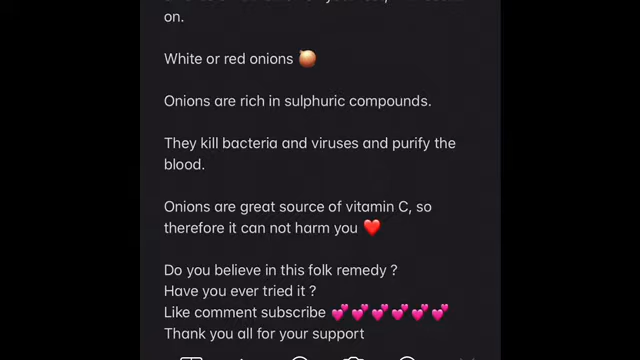 on.
White or red onions 🧅
Onions are rich in sulphuric compounds.
They kill bacteria and viruses and purify the
blood.
Onions are great source of vitamin C, so
therefore it can not harm you ❤️
Do you believe in this folk remedy ?
Have you ever tried it ?
Like comment subscribe 💕💕💕💕💕💕
Thank you all for your support